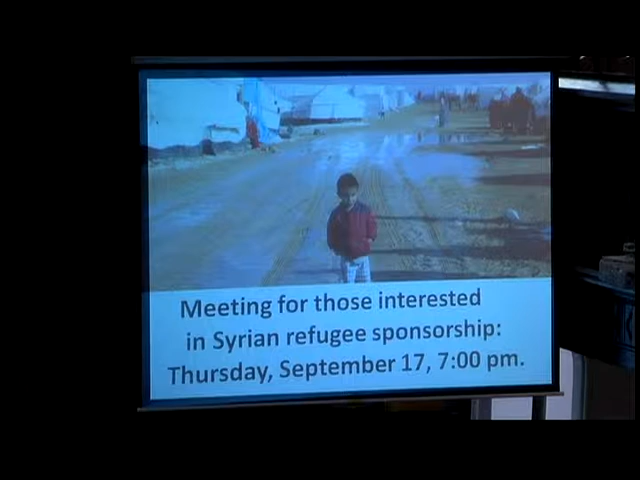 Meeting for those interested
in Syrian refugee sponsorship:
Thursday, September 17, 7:00 pm.